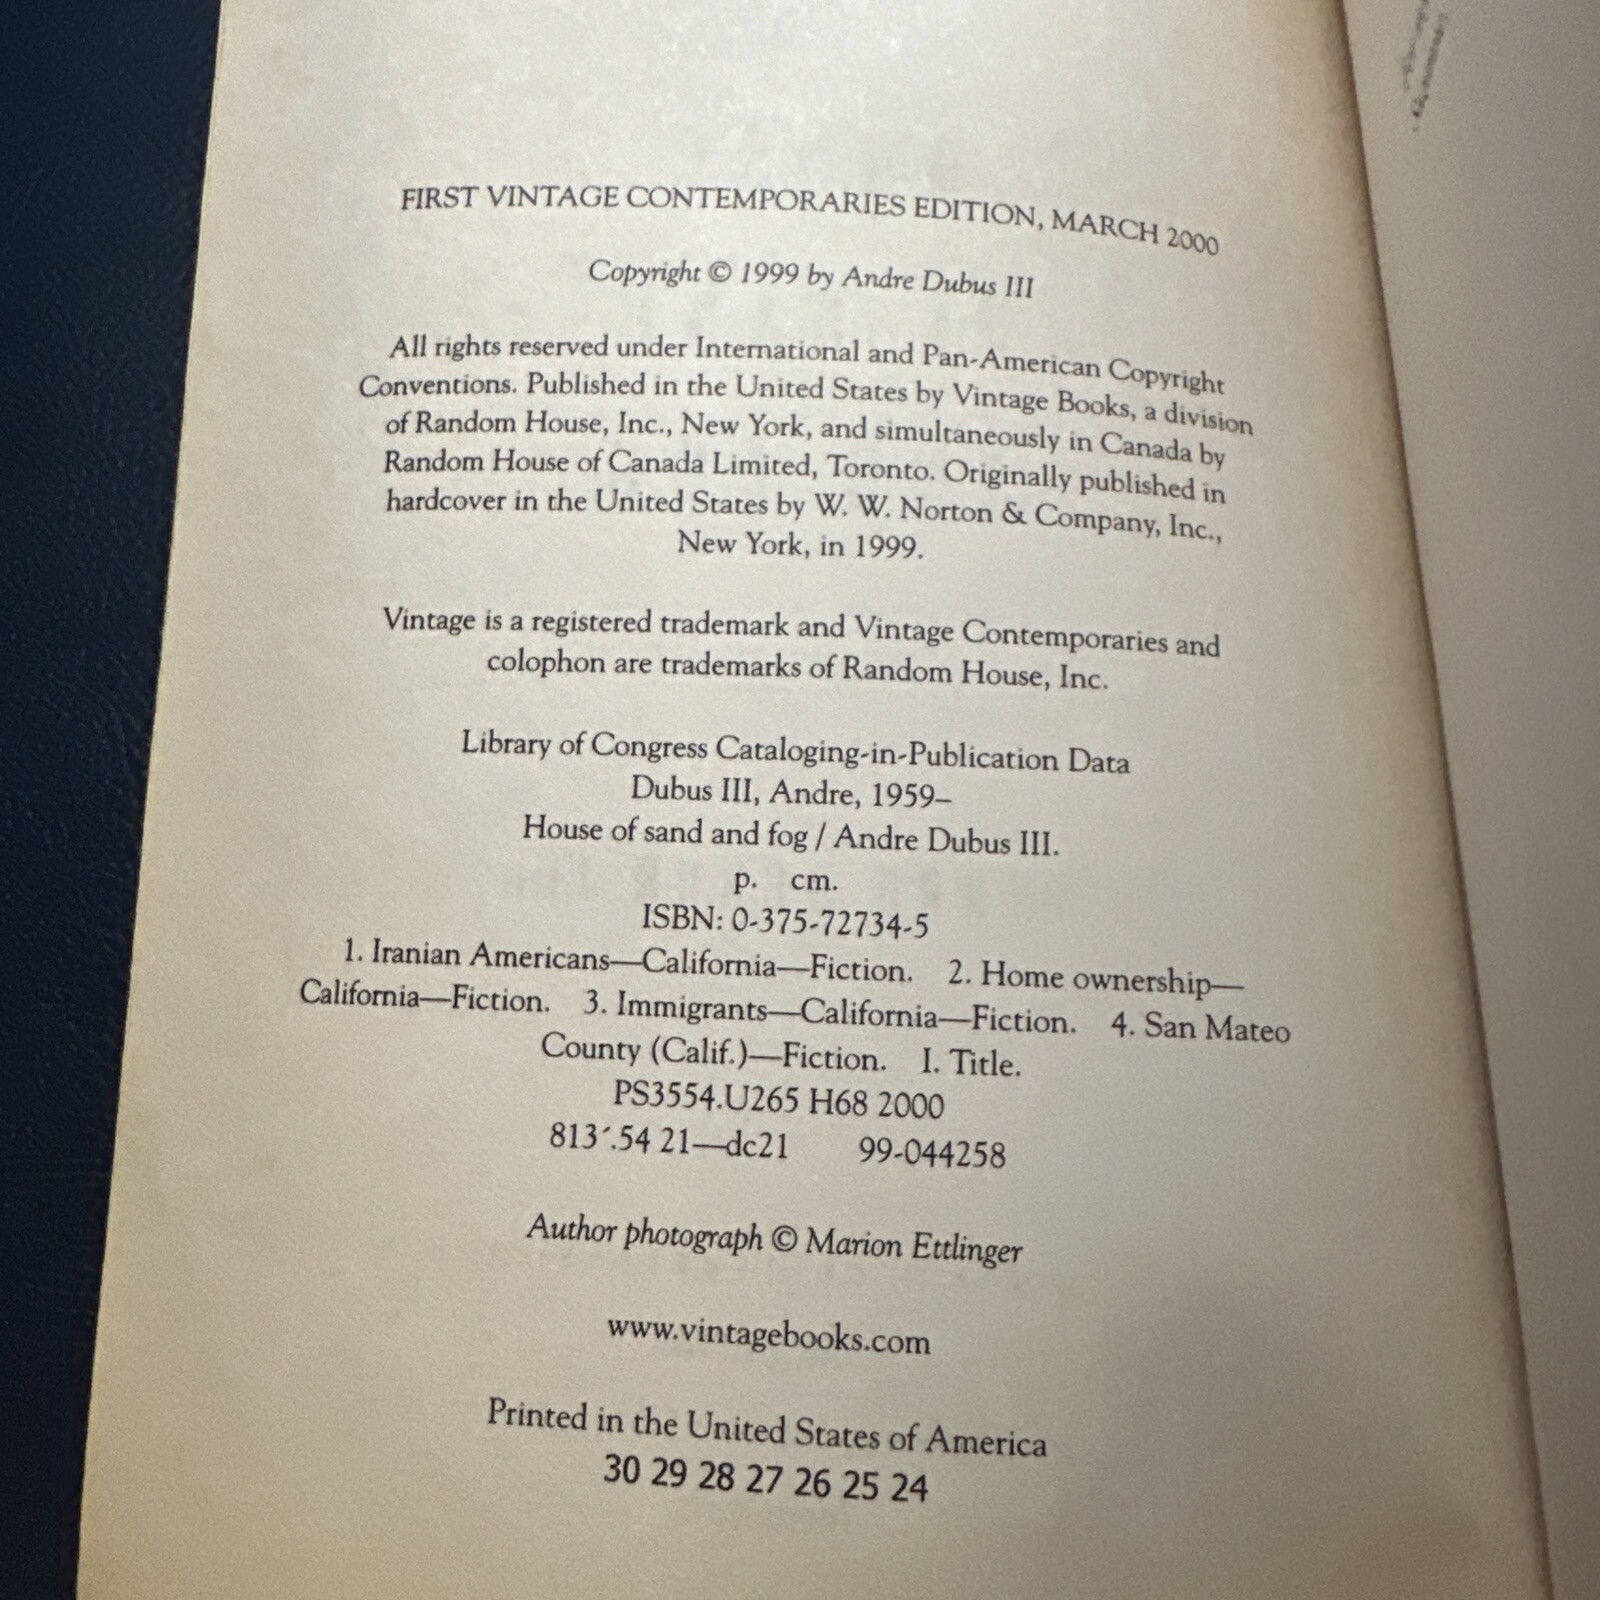 FIRST VINTAGE CONTEMPORARIES EDITION, MARCH 2000
Copyright © 1999 by Andre Dubus III
All rights reserved under International and Pan-American Copyright
Conventions. Published in the United States by Vintage Books, a division
of Random House, Inc., New York, and simultaneously in Canada by
Random House of Canada Limited, Toronto. Originally published in
hardcover in the United States by W. W. Norton & Company, Inc.,
New York, in 1999.
Vintage is a registered trademark and Vintage Contemporaries and
colophon are trademarks of Random House, Inc.
Library of Congress Cataloging-in-Publication Data
Dubus III, Andre, 1959–
House of sand and fog / Andre Dubus III.
p. cm.
ISBN: 0-375-72734-5
1. Iranian Americans—California—Fiction. 2. Home ownership—
California—Fiction. 3. Immigrants—California—Fiction. 4. San Mateo
County (Calif.)—Fiction. I. Title.
PS3554.U265 H68 2000
813´.54 21—dc21 99-044258
Author photograph © Marion Ettlinger
www.vintagebooks.com
Printed in the United States of America
30 29 28 27 26 25 24